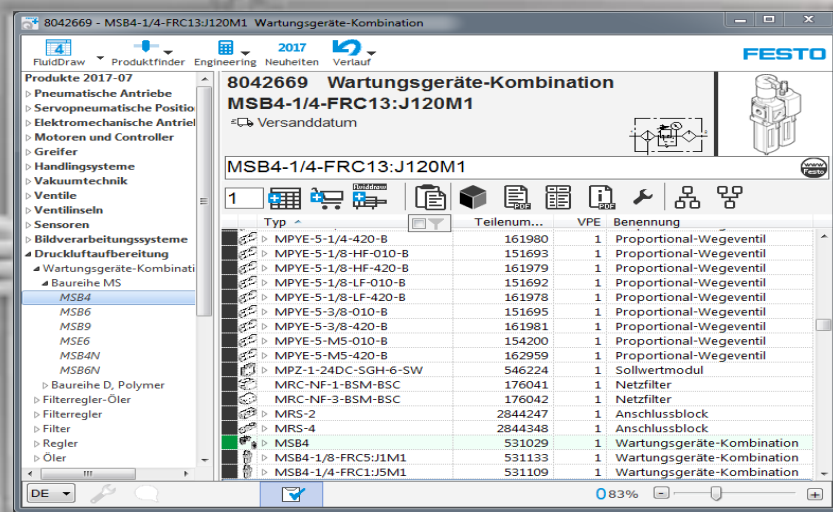 8042669 - MSB4-1/4-FRC13:J120M1 Wartungsgeräte-Kombination
4
2017
FluidDraw Produktfinder Engineering Neuheiten Verlauf
FESTO
Produkte 2017-07
Pneumatische Antriebe
Servopneumatische Positio
Elektromechanische Antriel
Motoren und Controller
Greifer
Handlingsysteme
Vakuumtechnik
Ventile
Ventilinseln
Sensoren
Bildverarbeitungssysteme
Druckluftaufbereitung
Wartungsgeräte-Kombinati
Baureihe MS
MSB4
MSB6
MSB9
MSE6
MSB4N
MSB6N
Baureihe D, Polymer
Filterregler-Öler
Filterregler
Filter
Regler
Öler
8042669 Wartungsgeräte-Kombination
MSB4-1/4-FRC13:J120M1
Versanddatum
MSB4-1/4-FRC13:J120M1
www
Festo
1
fluiddraw
PDF
PDF
Typ Teilenum... VPE Benennung
MPYE-5-1/4-420-B 161980 1 Proportional-Wegeventil
MPYE-5-1/8-HF-010-B 151693 1 Proportional-Wegeventil
MPYE-5-1/8-HF-420-B 161979 1 Proportional-Wegeventil
MPYE-5-1/8-LF-010-B 151692 1 Proportional-Wegeventil
MPYE-5-1/8-LF-420-B 161978 1 Proportional-Wegeventil
MPYE-5-3/8-010-B 151695 1 Proportional-Wegeventil
MPYE-5-3/8-420-B 161981 1 Proportional-Wegeventil
MPYE-5-M5-010-B 154200 1 Proportional-Wegeventil
MPYE-5-M5-420-B 162959 1 Proportional-Wegeventil
MPZ-1-24DC-SGH-6-SW 546224 1 Sollwertmodul
MRC-NF-1-BSM-BSC 176041 1 Netzfilter
MRC-NF-3-BSM-BSC 176042 1 Netzfilter
MRS-2 2844247 1 Anschlussblock
MRS-4 2844348 1 Anschlussblock
MSB4 531029 1 Wartungsgeräte-Kombination
MSB4-1/8-FRC5:J1M1 531133 1 Wartungsgeräte-Kombination
MSB4-1/4-FRC1:J5M1 531109 1 Wartungsgeräte-Kombination
DE
83%